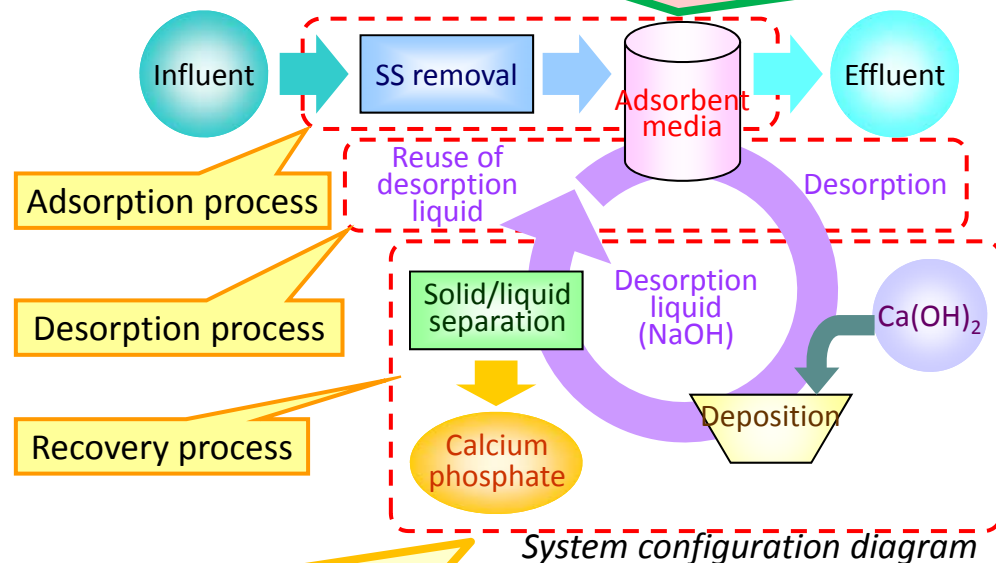 Influent
SS removal
Adsorbent
media
Effluent
Adsorption process
Reuse of
desorption
liquid
Desorption
Desorption process
Solid/liquid
separation
Desorption
liquid
(NaOH)
Ca(OH)₂
Deposition
Recovery process
Calcium
phosphate
System configuration diagram